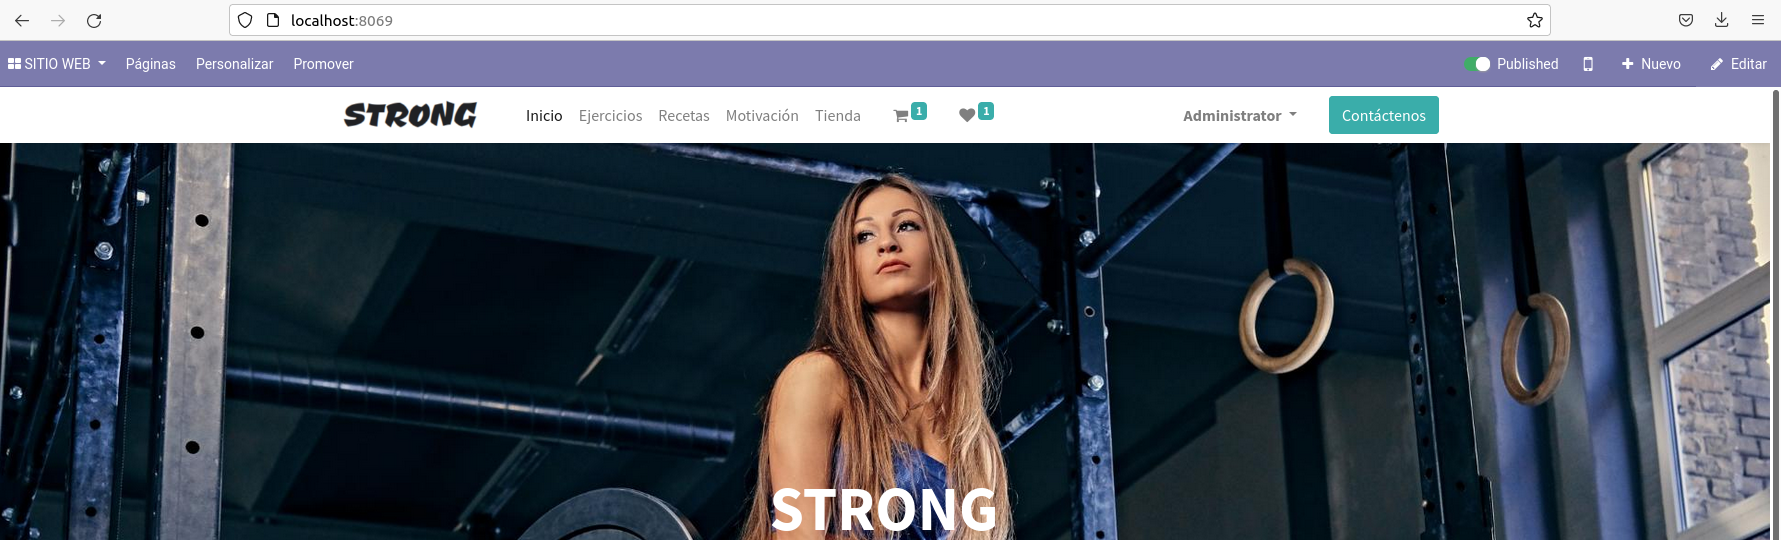 localhost:8069
SITIO WEB Páginas Personalizar Promover Published Nuevo Editar
STRONG Inicio Ejercicios Recetas Motivación Tienda 1 1 Administrator Contáctenos
STRONG